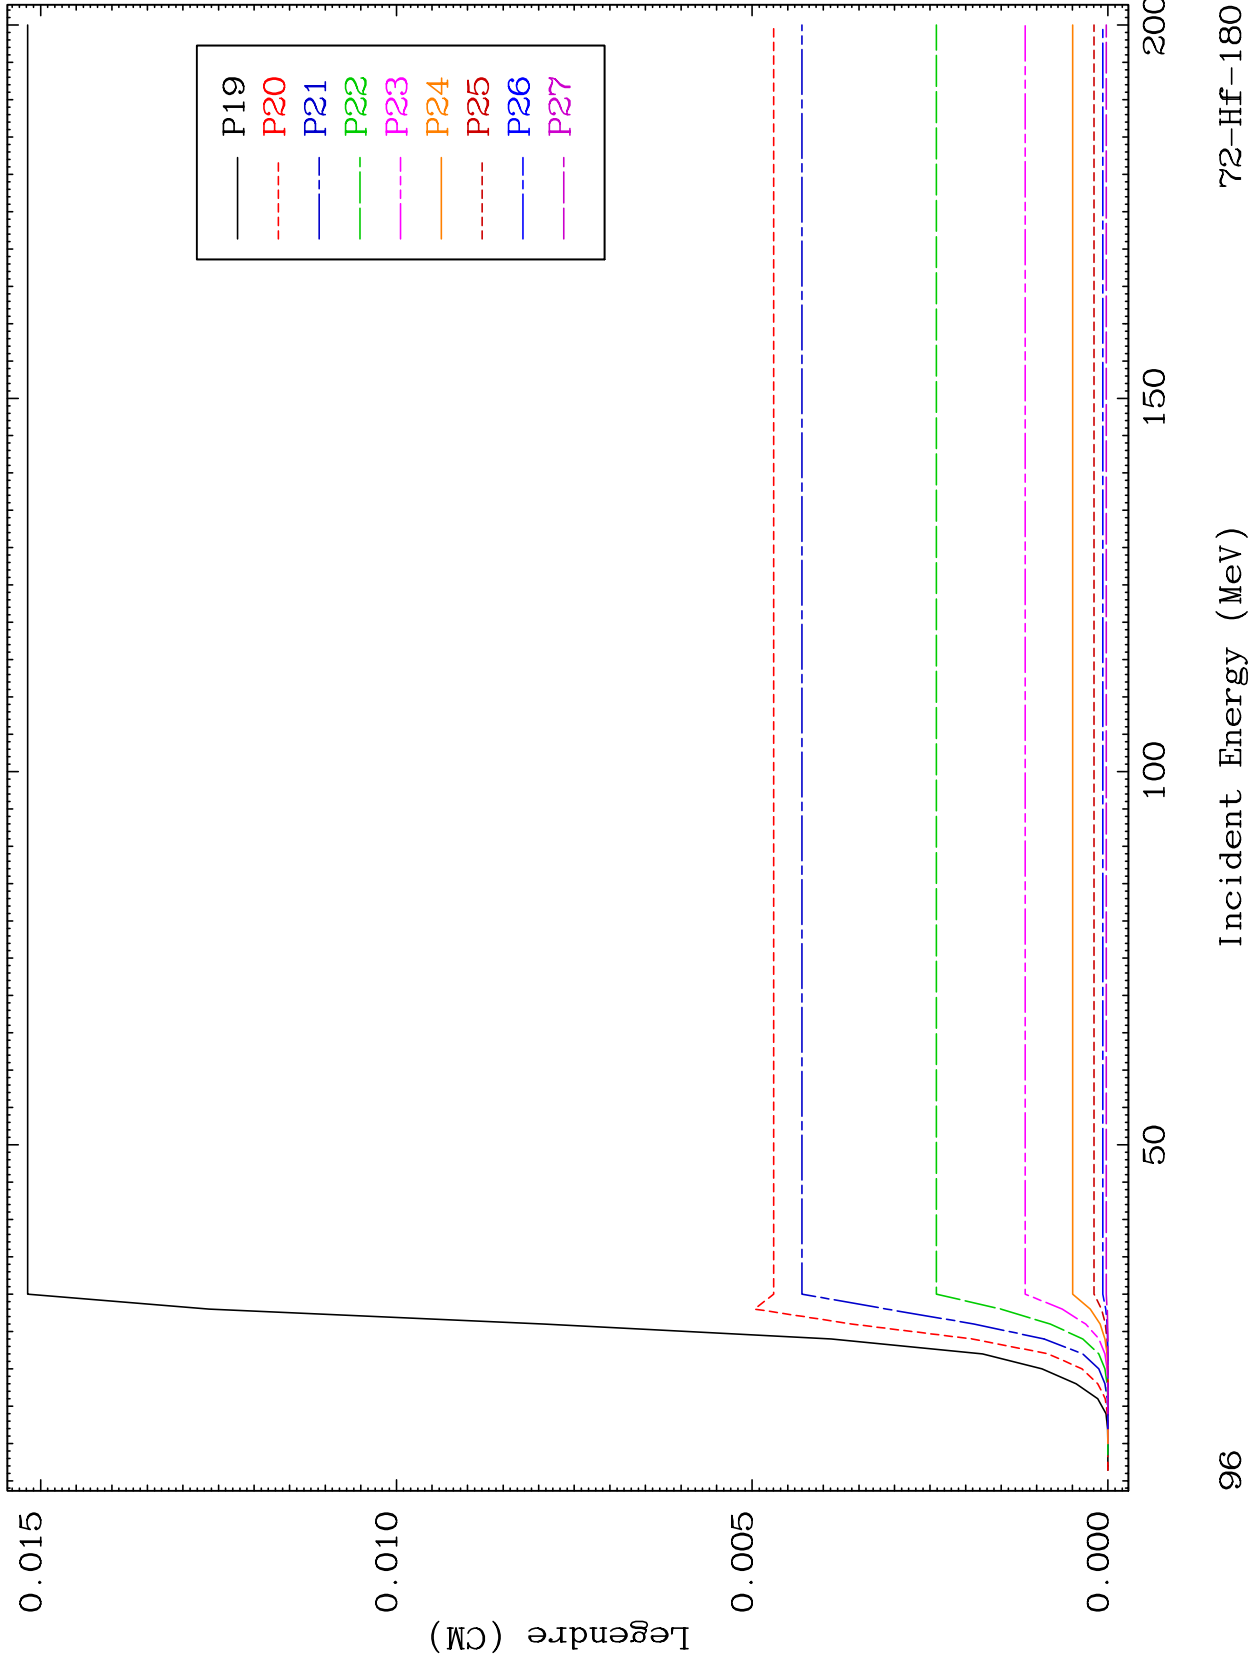 Legendre (CM)
0.015
0.010
0.005
0.000
P19
P20
P21
P22
P23
P24
P25
P26
P27
50
100
150
200
Incident Energy (MeV)
96
72-Hf-180